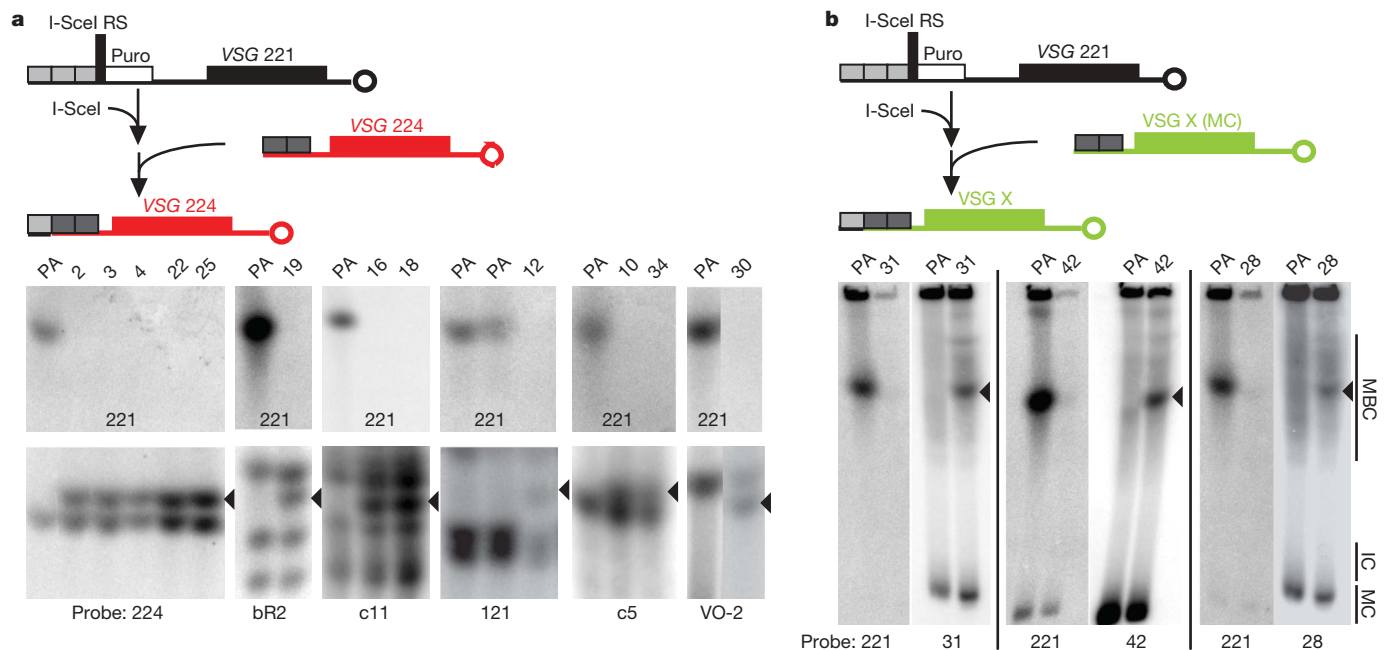 a
I-SceI RS
Puro
VSG 221
I-SceI
VSG 224
VSG 224
PA 2 3 4 22 25
PA 19
PA 16 18
PA PA 12
PA 10 34
PA 30
221
221
221
221
221
221
Probe: 224
bR2
c11
121
c5
VO-2
b
I-SceI RS
Puro
VSG 221
I-SceI
VSG X (MC)
VSG X
PA 31
PA 31
PA 42
PA 42
PA 28
PA 28
MBC
IC
MC
Probe: 221
31
221
42
221
28